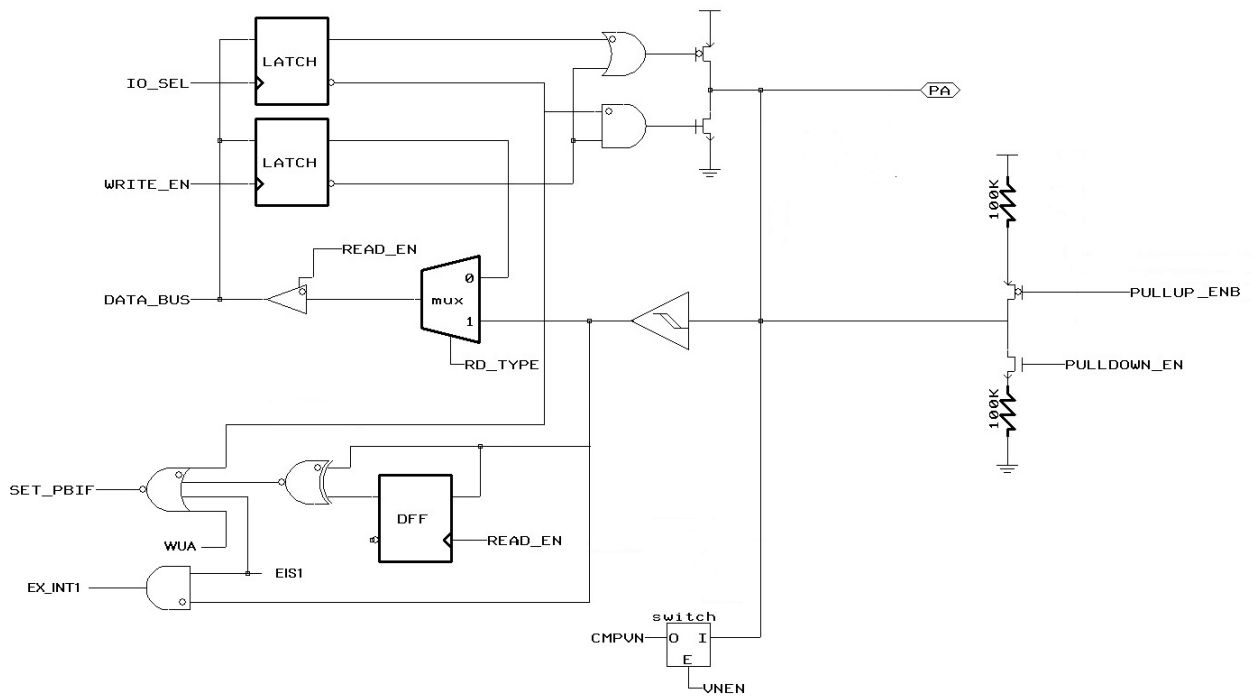 LATCH
IO_SEL
PA
LATCH
WRITE_EN
100K
READ_EN
0
DATA_BUS
mux
PULLUP_ENB
1
RD_TYPE
PULLDOWN_EN
100K
SET_PBIF
DFF
WUA
READ_EN
EX_INT1
EIS1
switch
CMPVN
O I
E
VNEN